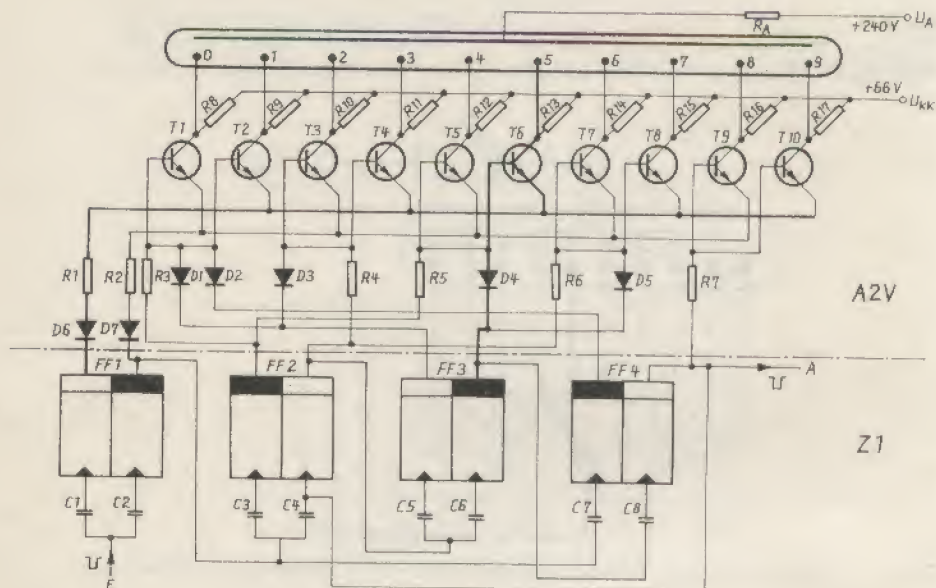 R_A +240V U_A
0 1 2 3 4 5 6 7 8 9
+66V
R8 R9 R10 R11 R12 R13 R14 R15 R16 R17 U_KK
T1 T2 T3 T4 T5 T6 T7 T8 T9 T10
R1 R2 R3 D1 D2 D3 R4 R5 D4 R6 D5 R7
A2V
D6 D7
FF1 FF2 FF3 FF4 A
Z1
C1 C2 C3 C4 C5 C6 C7 C8
E